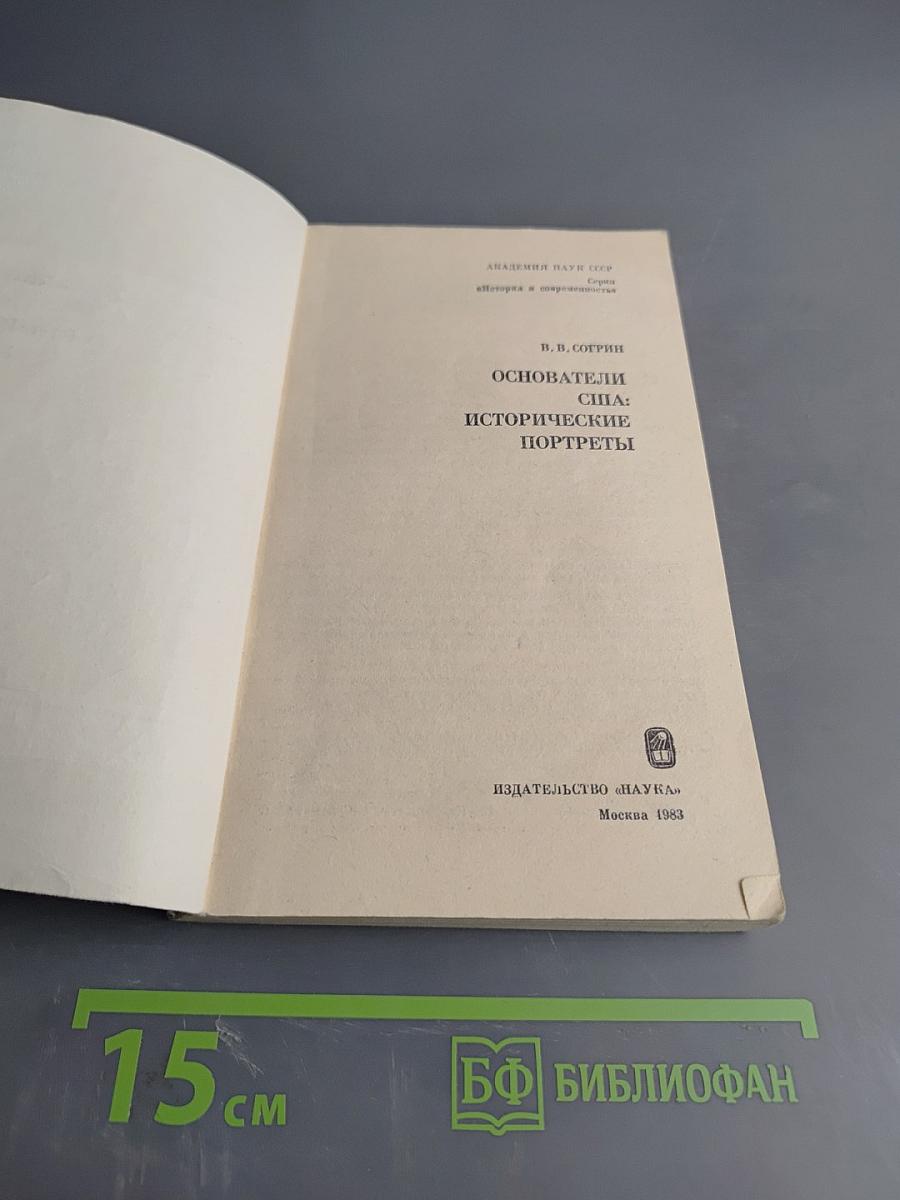 АКАДЕМИЯ НАУК СССР
Серия
«История и современность»
В. В. СОГРИН
ОСНОВАТЕЛИ
США:
ИСТОРИЧЕСКИЕ
ПОРТРЕТЫ
ИЗДАТЕЛЬСТВО «НАУКА»
Москва 1983
15 см
БФ БИБЛИОФАН